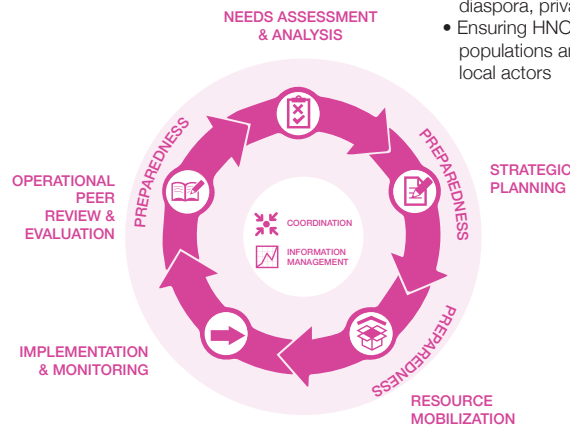 diaspora, priva
• Ensuring HNO
populations an
local actors
NEEDS ASSESSMENT
& ANALYSIS
PREPAREDNESS
PREPAREDNESS
STRATEGIC
PLANNING
OPERATIONAL
PEER
REVIEW &
EVALUATION
COORDINATION
INFORMATION
MANAGEMENT
PREPAREDNESS
IMPLEMENTATION
& MONITORING
RESOURCE
MOBILIZATION